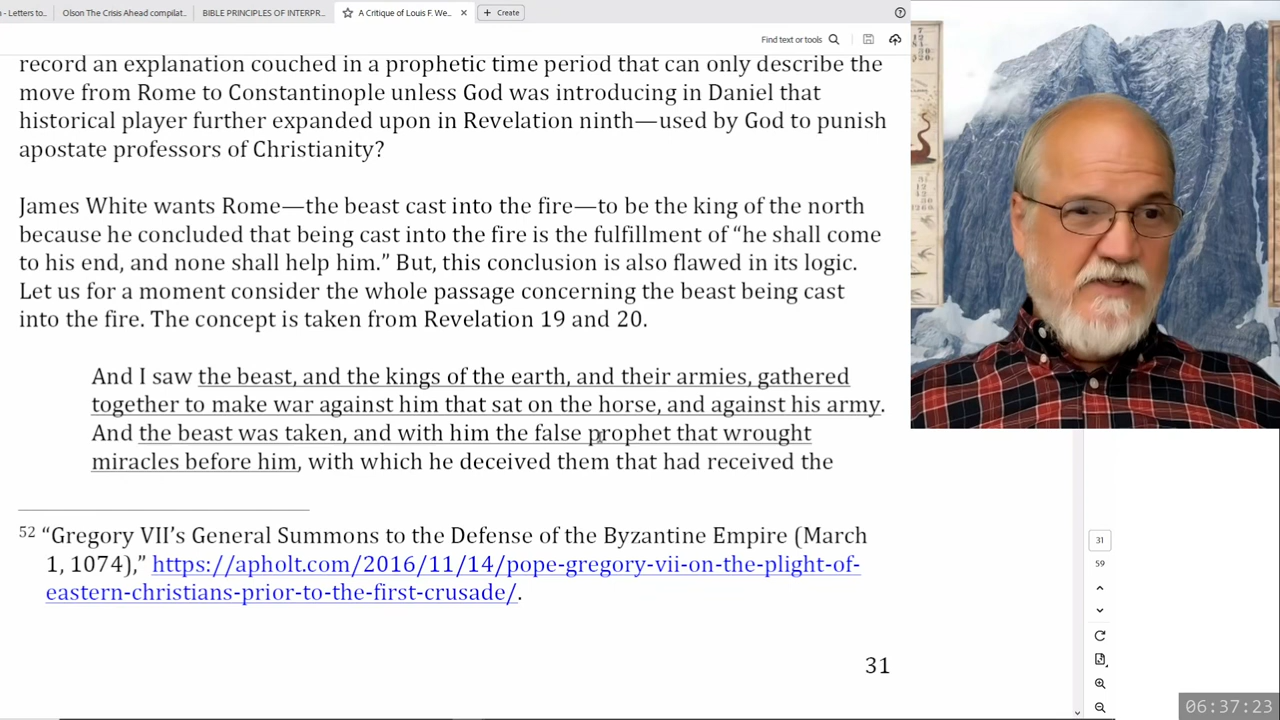 n - Letters to... Olson The Crisis Ahead compilat... BIBLE PRINCIPLES OF INTERPR... A Critique of Louis F. We... × + Create
Find text or tools
record an explanation couched in a prophetic time period that can only describe the
move from Rome to Constantinople unless God was introducing in Daniel that
historical player further expanded upon in Revelation ninth—used by God to punish
apostate professors of Christianity?
James White wants Rome—the beast cast into the fire—to be the king of the north
because he concluded that being cast into the fire is the fulfillment of “he shall come
to his end, and none shall help him.” But, this conclusion is also flawed in its logic.
Let us for a moment consider the whole passage concerning the beast being cast
into the fire. The concept is taken from Revelation 19 and 20.
And I saw the beast, and the kings of the earth, and their armies, gathered
together to make war against him that sat on the horse, and against his army.
And the beast was taken, and with him the false prophet that wrought
miracles before him, with which he deceived them that had received the
52 “Gregory VII’s General Summons to the Defense of the Byzantine Empire (March
1, 1074),” https://apholt.com/2016/11/14/pope-gregory-vii-on-the-plight-of-
eastern-christians-prior-to-the-first-crusade/.
31
31
59
06:37:23